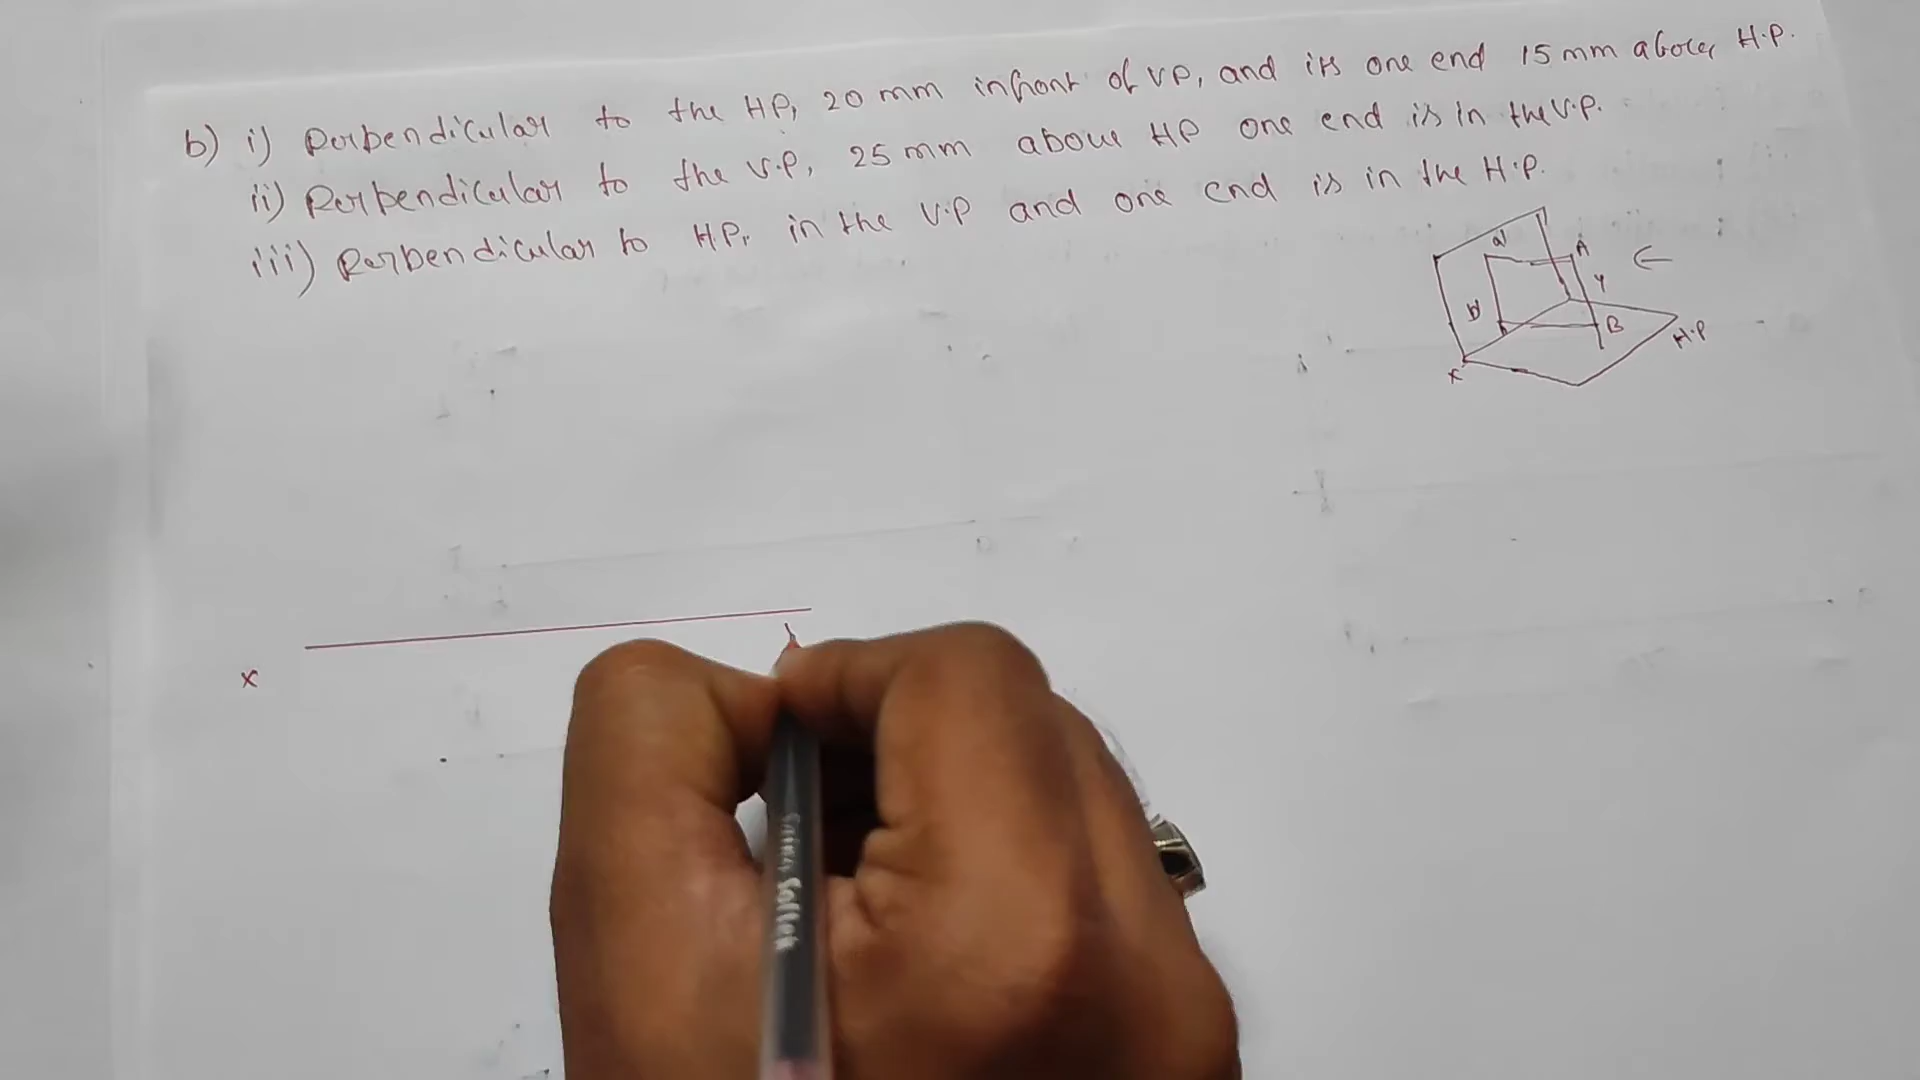 b) i) Perpendicular to the HP, 20 mm infront of VP, and its one end 15 mm above H.P.
ii) Perpendicular to the V.P, 25 mm above HP one end is in the V.P.
iii) Perpendicular to H.P, in the V.P and one end is in the H.P.
a' A
Y
b' B
H.P
X
X